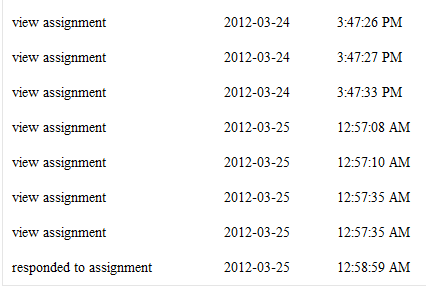 view assignment 2012-03-24 3:47:26 PM
view assignment 2012-03-24 3:47:27 PM
view assignment 2012-03-24 3:47:33 PM
view assignment 2012-03-25 12:57:08 AM
view assignment 2012-03-25 12:57:10 AM
view assignment 2012-03-25 12:57:35 AM
view assignment 2012-03-25 12:57:35 AM
responded to assignment 2012-03-25 12:58:59 AM